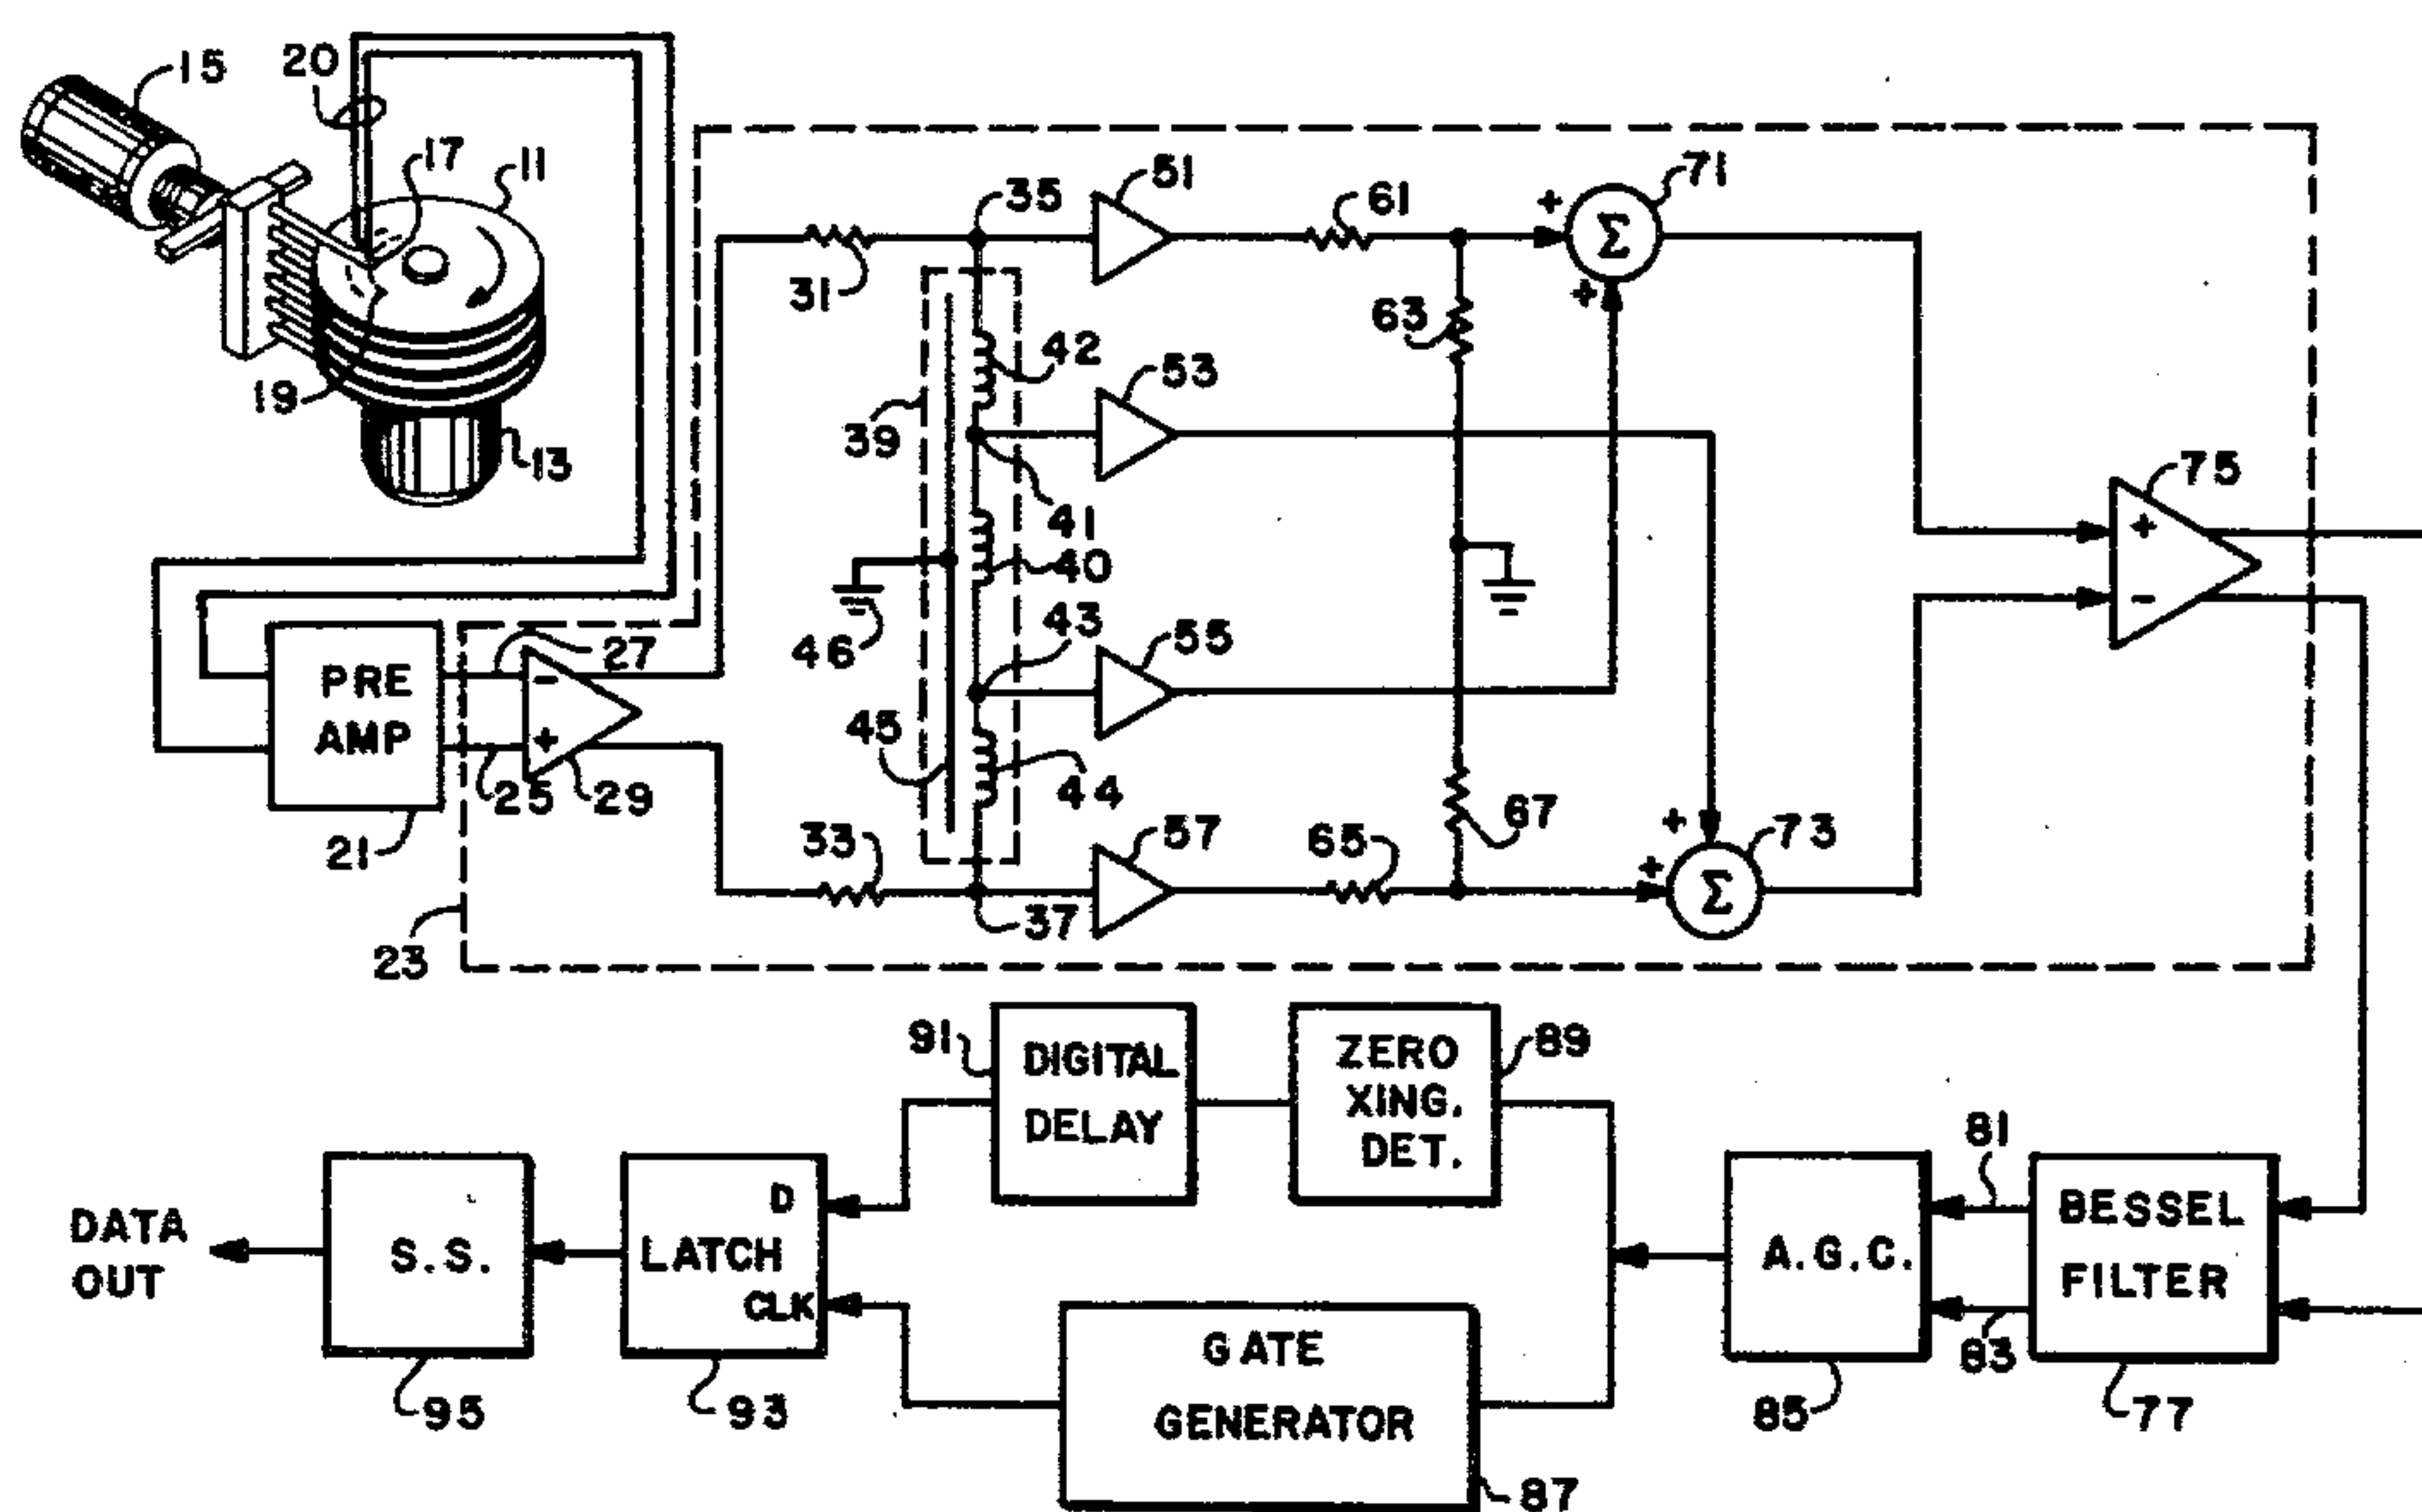 15
20
17
11
19
13
35
51
61
71
+
Σ
+
31
63
42
53
39
41
40
75
+
-
43
46
55
27
PRE
AMP
-
+
45
25
29
44
21
33
57
65
67
+
+
73
Σ
37
23
91
DIGITAL
DELAY
ZERO
XING.
DET.
89
81
DATA
OUT
S.S.
D
LATCH
CLK
A.G.C.
BESSEL
FILTER
83
GATE
GENERATOR
95
93
85
77
87